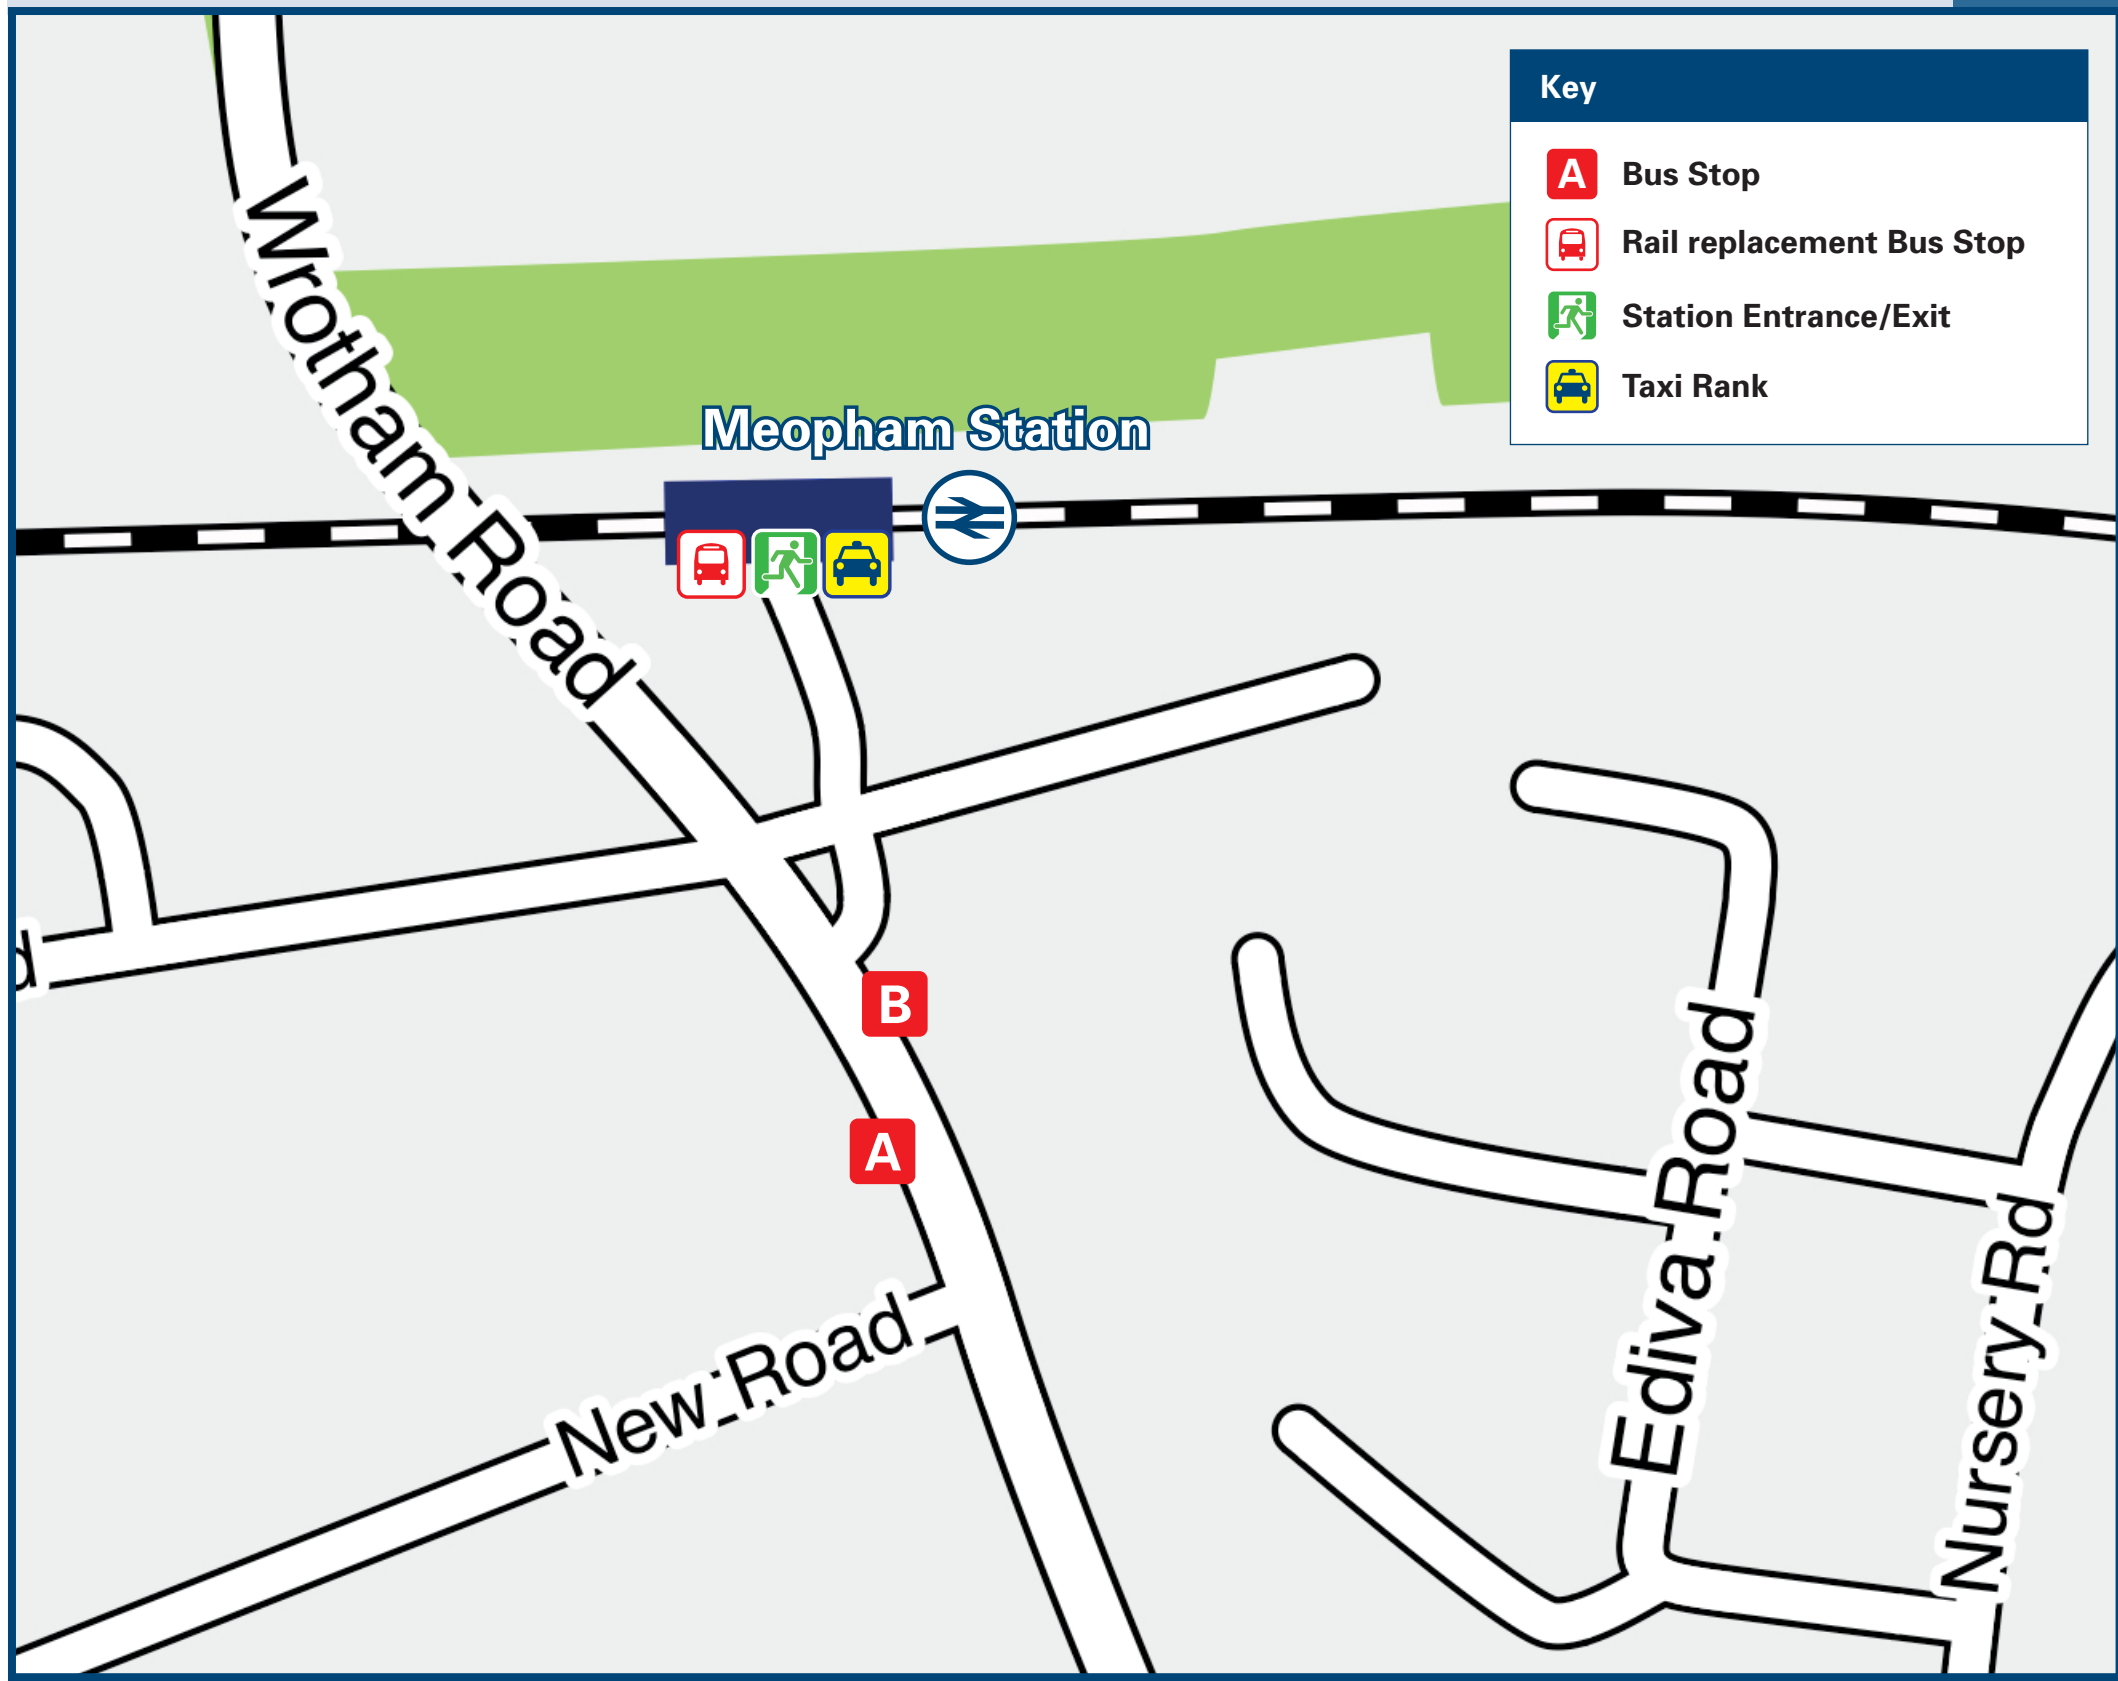 Key
A Bus Stop
Rail replacement Bus Stop
Station Entrance/Exit
Taxi Rank
Wrotham Road
Meopham Station
d
B
A
New Road
Ediva Road
Nursery Rd